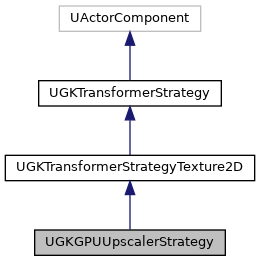 UActorComponent
UGKTransformerStrategy
UGKTransformerStrategyTexture2D
UGKGPUUpscalerStrategy